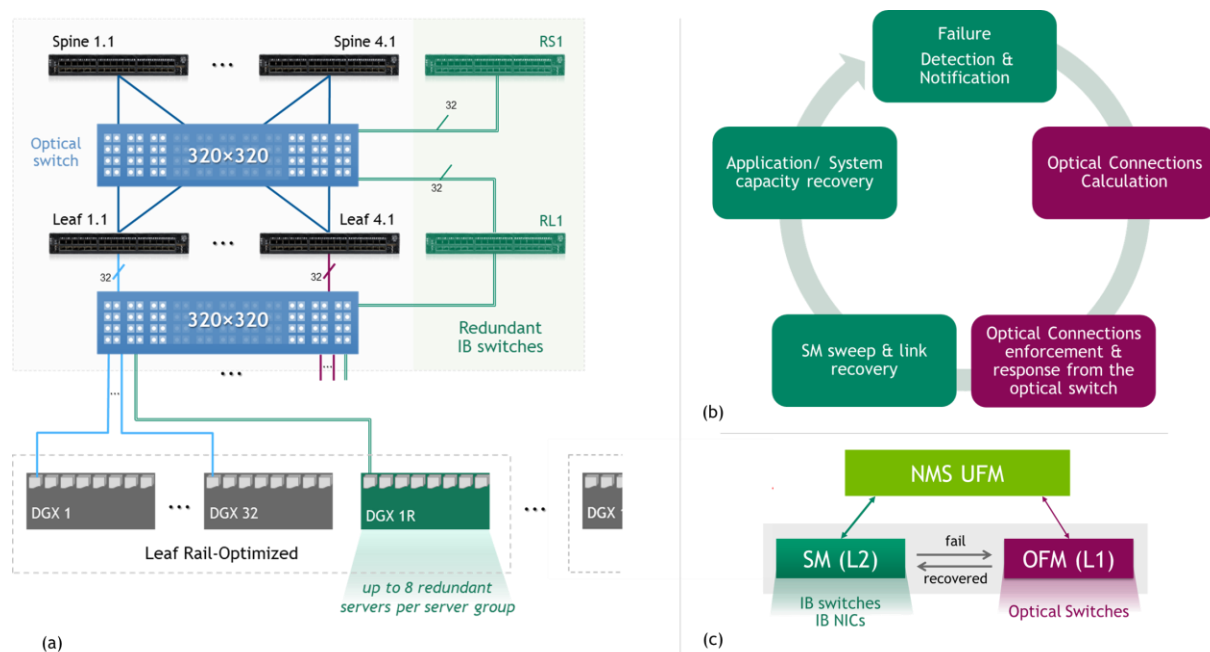 Spine 1.1
...
Spine 4.1
RS1
32
Optical
switch
320×320
32
Leaf 1.1
...
Leaf 4.1
RL1
32
32
320×320
Redundant
IB switches
...
...
...
DGX 1
...
DGX 32
DGX 1R
...
DGX 1
Leaf Rail-Optimized
up to 8 redundant
servers per server group
(a)
Failure
Detection &
Notification
Application/ System
capacity recovery
Optical Connections
Calculation
SM sweep & link
recovery
Optical Connections
enforcement &
response from the
optical switch
(b)
NMS UFM
SM (L2)
fail
recovered
OFM (L1)
IB switches
IB NICs
Optical Switches
(c)